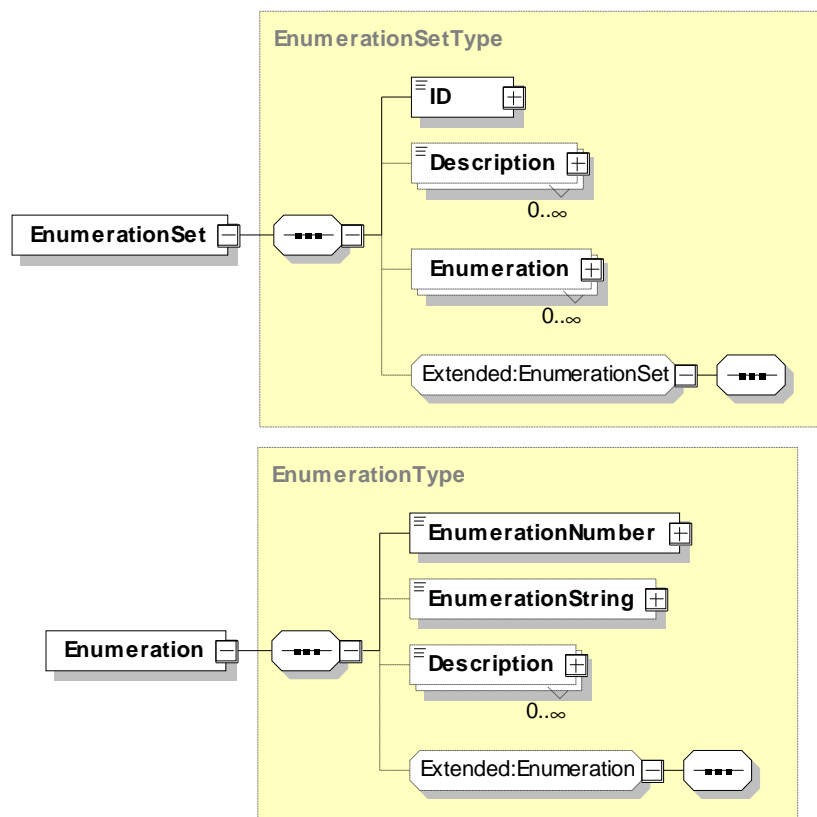 EnumerationSetType
ID
Description
0..∞
EnumerationSet
Enumeration
0..∞
Extended:EnumerationSet
EnumerationType
EnumerationNumber
EnumerationString
Enumeration
Description
0..∞
Extended:Enumeration